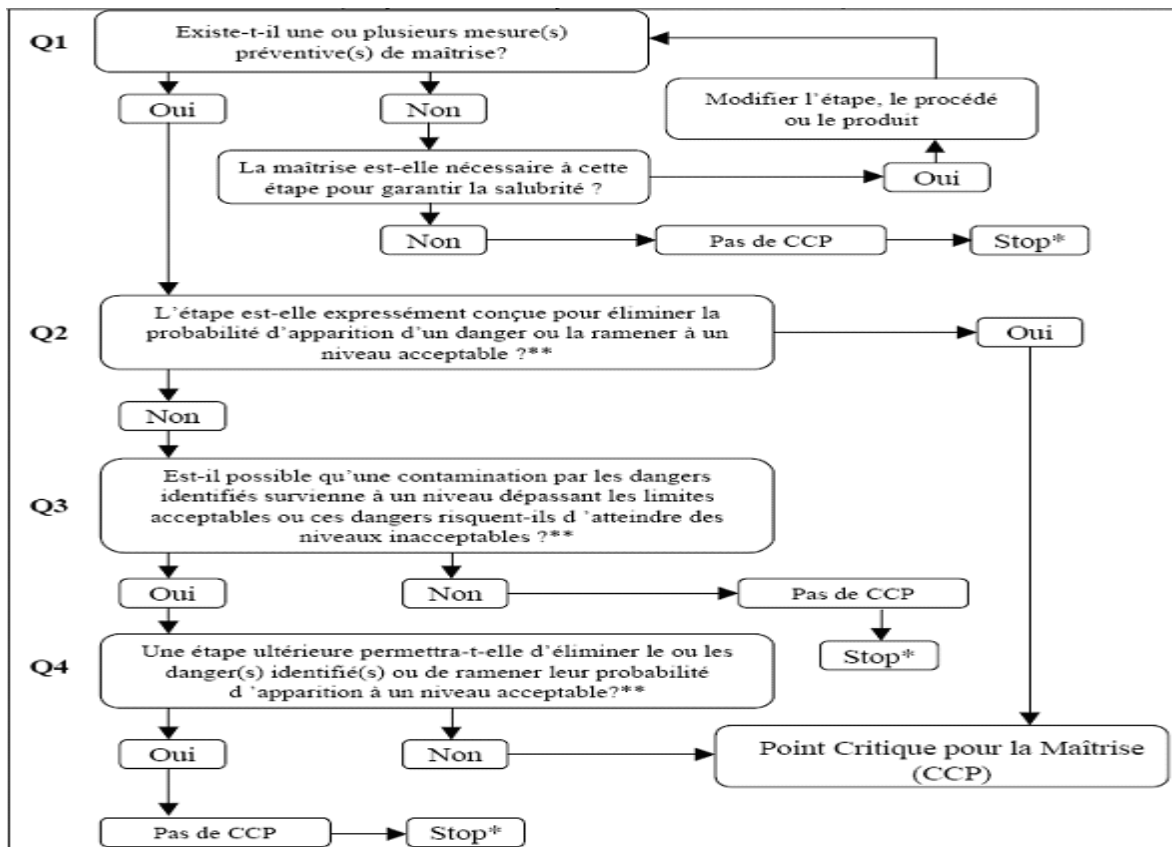 Q1
Existe-t-il une ou plusieurs mesure(s)
préventive(s) de maîtrise?
Oui
Non
Modifier l'étape, le procédé
ou le produit
La maîtrise est-elle nécessaire à cette
étape pour garantir la salubrité ?
Oui
Non
Pas de CCP
Stop*
Q2
L'étape est-elle expressément conçue pour éliminer la
probabilité d'apparition d'un danger ou la ramener à un
niveau acceptable ?**
Oui
Non
Q3
Est-il possible qu'une contamination par les dangers
identifiés survienne à un niveau dépassant les limites
acceptables ou ces dangers risquent-ils d 'atteindre des
niveaux inacceptables ?**
Oui
Non
Pas de CCP
Stop*
Q4
Une étape ultérieure permettra-t-elle d'éliminer le ou les
danger(s) identifié(s) ou de ramener leur probabilité
d 'apparition à un niveau acceptable?**
Oui
Non
Point Critique pour la Maîtrise
(CCP)
Pas de CCP
Stop*